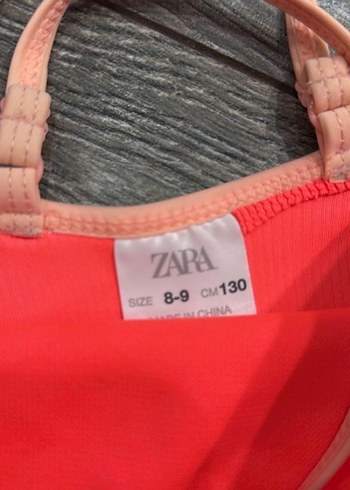 ZARA
SIZE 8-9 CM 130
MADE IN CHINA